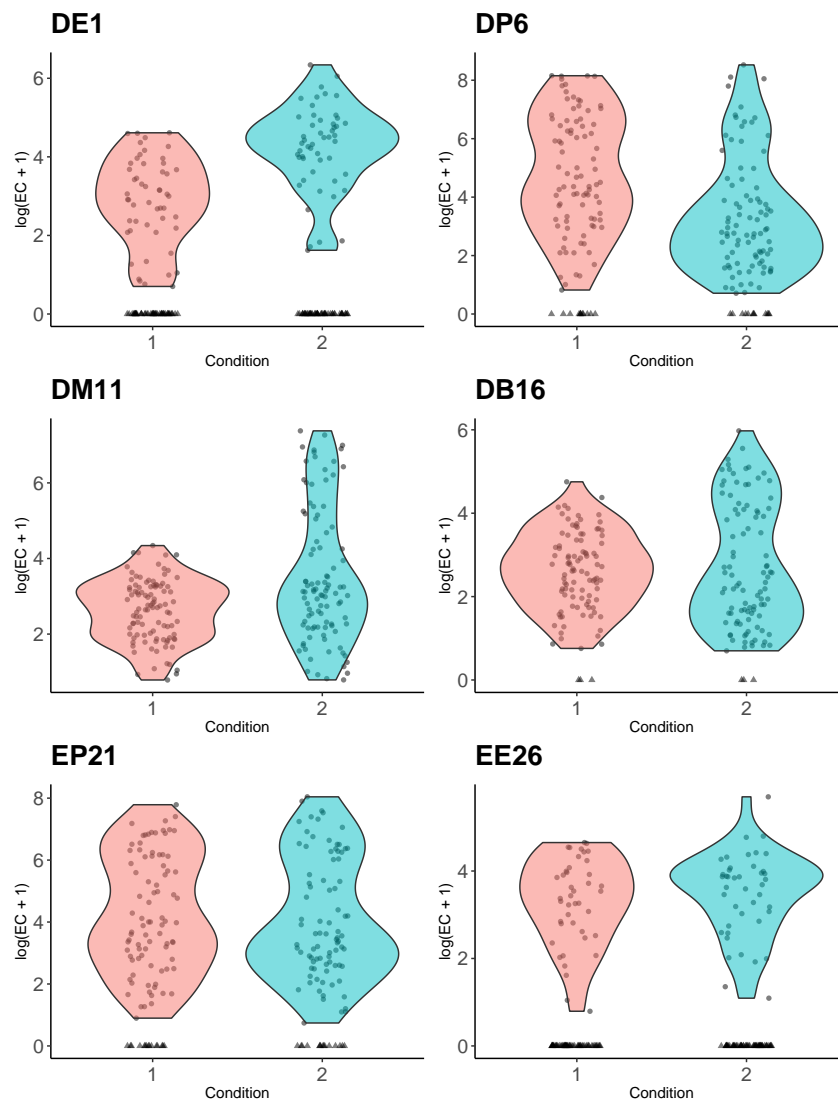 DE1
log(EC + 1)
6
4
2
0
1 2
Condition
DP6
log(EC + 1)
8
6
4
2
0
1 2
Condition
DM11
log(EC + 1)
6
4
2
1 2
Condition
DB16
log(EC + 1)
6
4
2
0
1 2
Condition
EP21
log(EC + 1)
8
6
4
2
0
1 2
Condition
EE26
log(EC + 1)
4
2
0
1 2
Condition